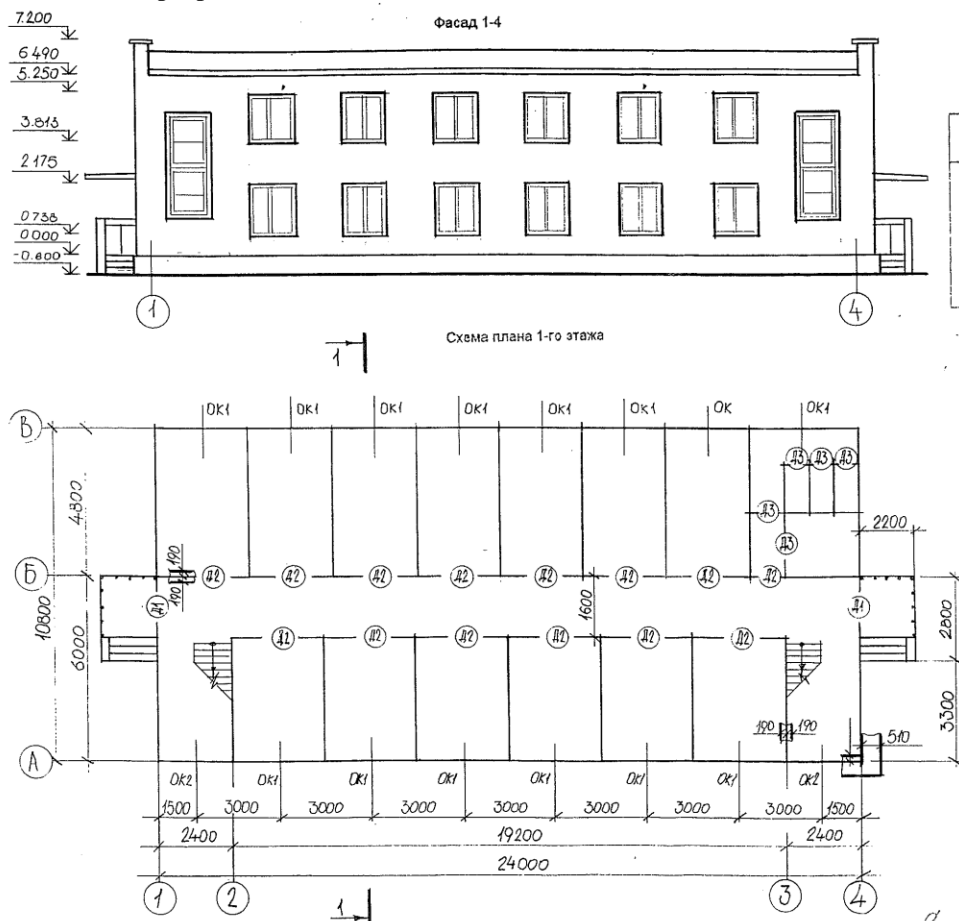 Фасад 1-4
7.200
6 490
5.250
3.813
2 175
0.738
0.000
-0.600
1
4
Схема плана 1-го этажа
1
ОК1 ОК1 ОК1 ОК1 ОК1 ОК1 ОК ОК1
В
Д3 Д3 Д3
4800
Д3
2200
Д3
190
Б
Д2 Д2 Д2 Д2 Д2 Д2 Д2 Д2
190
Д1
Д1
10800
1600
2800
6000
Д2 Д2 Д2 Д2 Д2 Д2
3300
190 190
510
А
ОК2 ОК1 ОК1 ОК1 ОК1 ОК1 ОК1 ОК2
1500 3000 3000 3000 3000 3000 3000 3000 1500
2400 19200 2400
24000
1 2 3 4
1